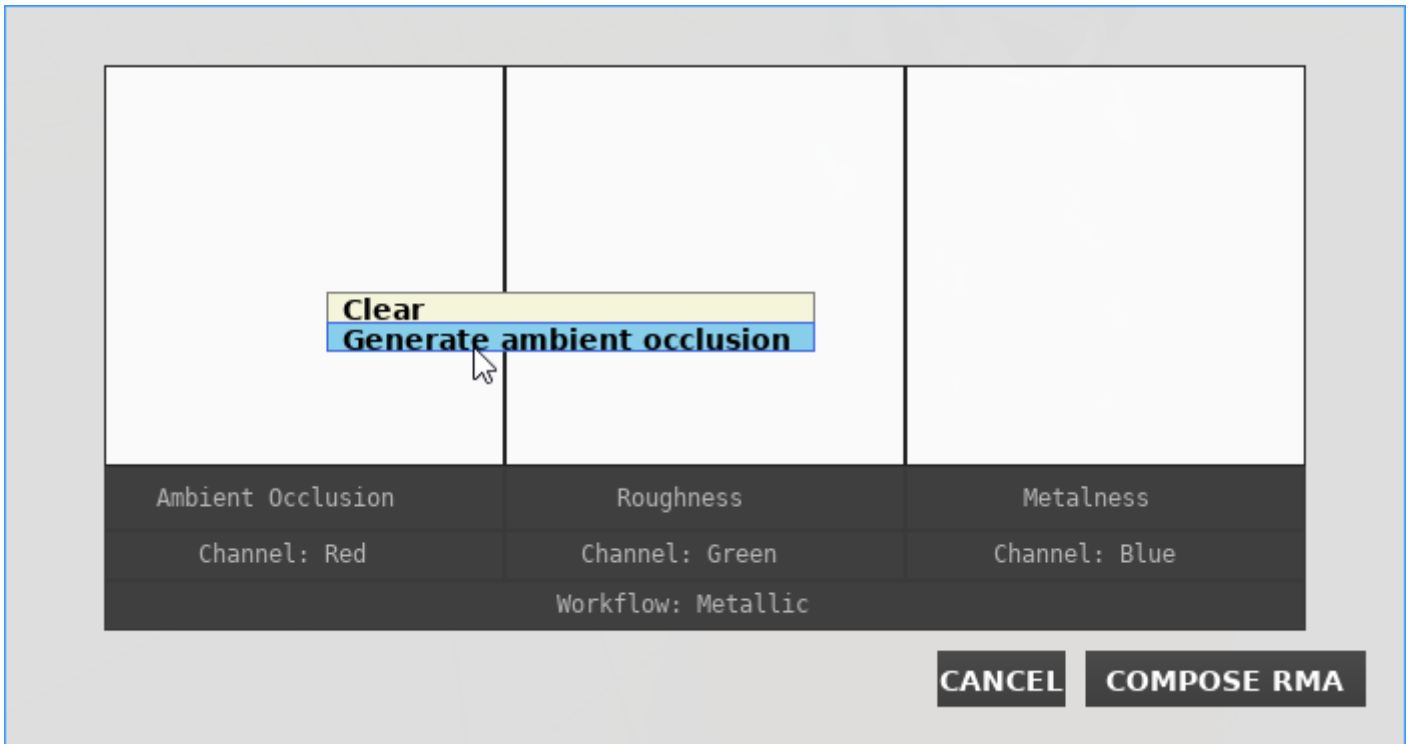 Clear
Generate ambient occlusion
Ambient Occlusion Roughness Metalness
Channel: Red Channel: Green Channel: Blue
Workflow: Metallic
CANCEL COMPOSE RMA